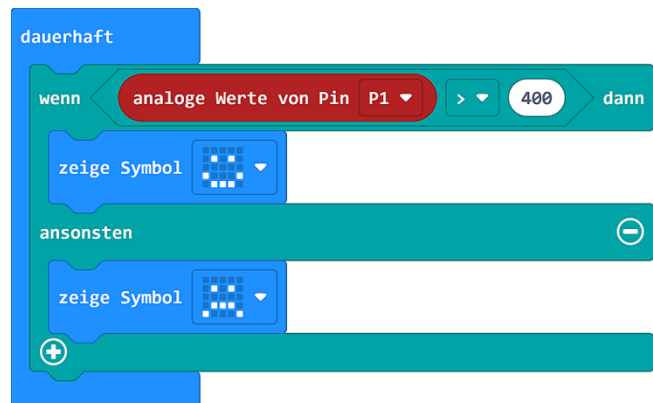 dauerhaft
wenn analoge Werte von Pin P1 > 400 dann
zeige Symbol
ansonsten
zeige Symbol